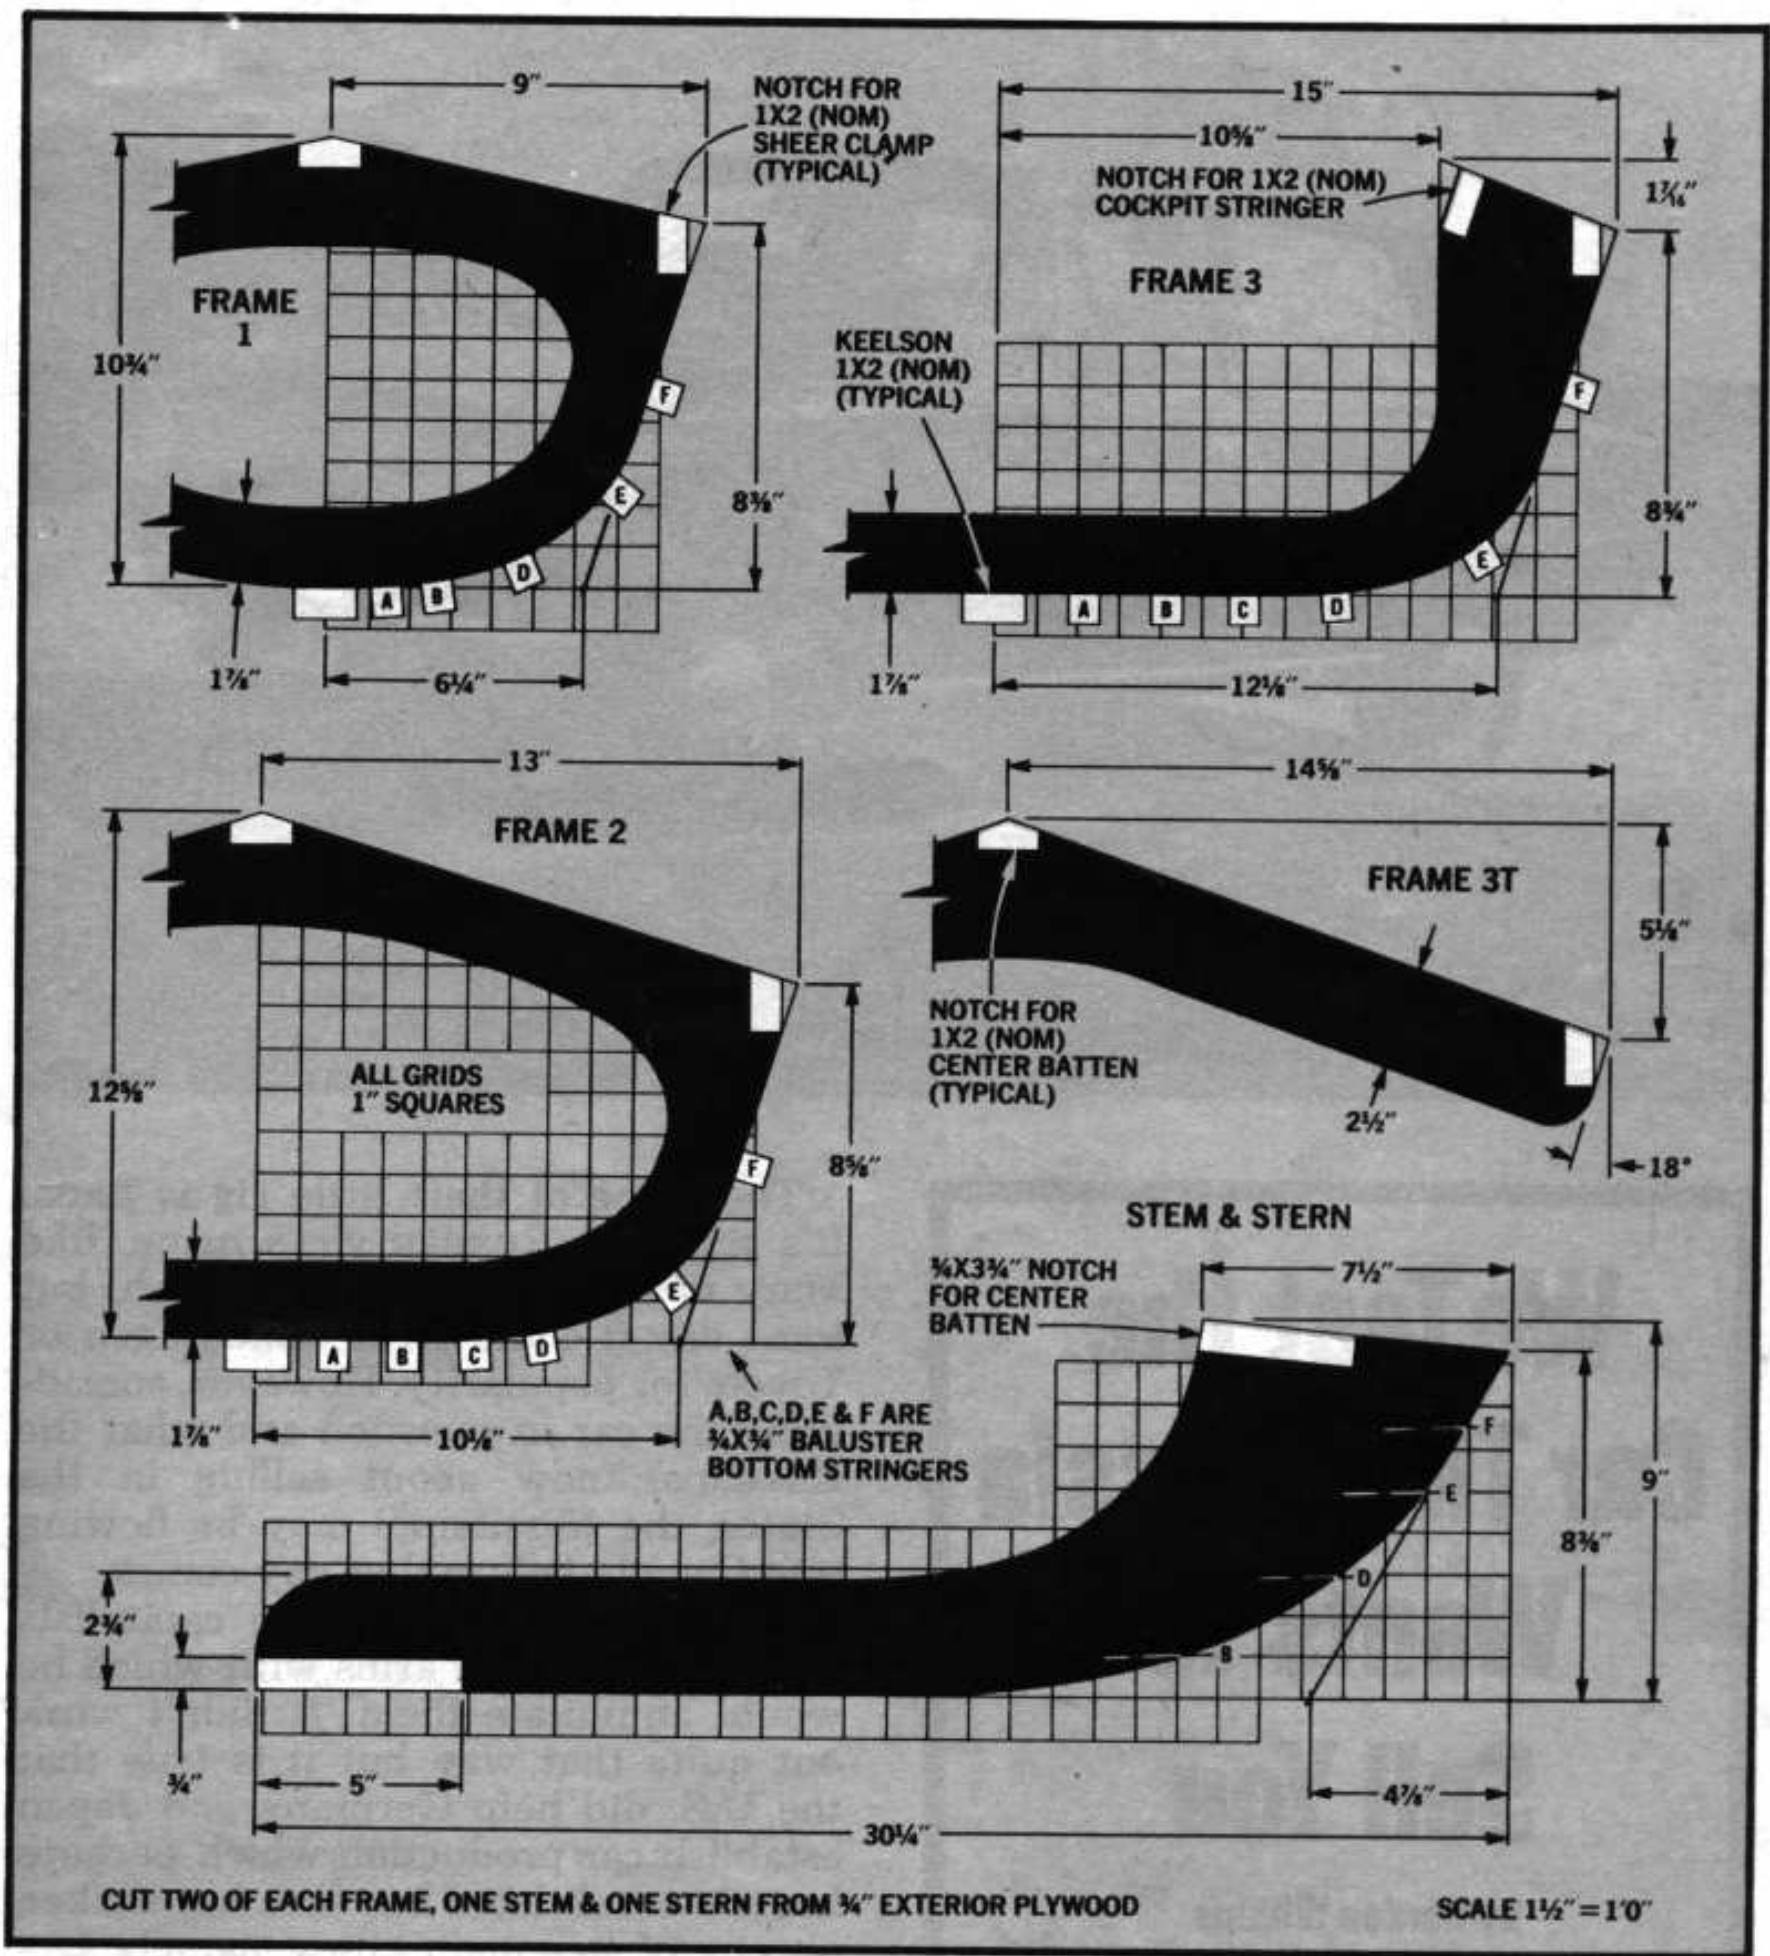 9″
NOTCH FOR
1X2 (NOM)
SHEER CLAMP
(TYPICAL)
FRAME
1
10¾″
8⅜″
A
B
D
E
F
1⅞″
6¼″
15″
10⅝″
NOTCH FOR 1X2 (NOM)
COCKPIT STRINGER
FRAME 3
KEELSON
1X2 (NOM)
(TYPICAL)
8¾″
A
B
C
D
E
F
1⅞″
12⅛″
13″
FRAME 2
12⅝″
ALL GRIDS
1″ SQUARES
8⅝″
A
B
C
D
E
F
1⅞″
10⅛″
A,B,C,D,E & F ARE
¾X¾″ BALUSTER
BOTTOM STRINGERS
14⅝″
FRAME 3T
5⅛″
NOTCH FOR
1X2 (NOM)
CENTER BATTEN
(TYPICAL)
2½″
18°
STEM & STERN
¾X3¾″ NOTCH
FOR CENTER
BATTEN
7½″
F
E
D
B
9″
8⅜″
2¾″
¾″
5″
4⅞″
30¼″
CUT TWO OF EACH FRAME, ONE STEM & ONE STERN FROM ¾″ EXTERIOR PLYWOOD
SCALE 1½″ = 1′0″